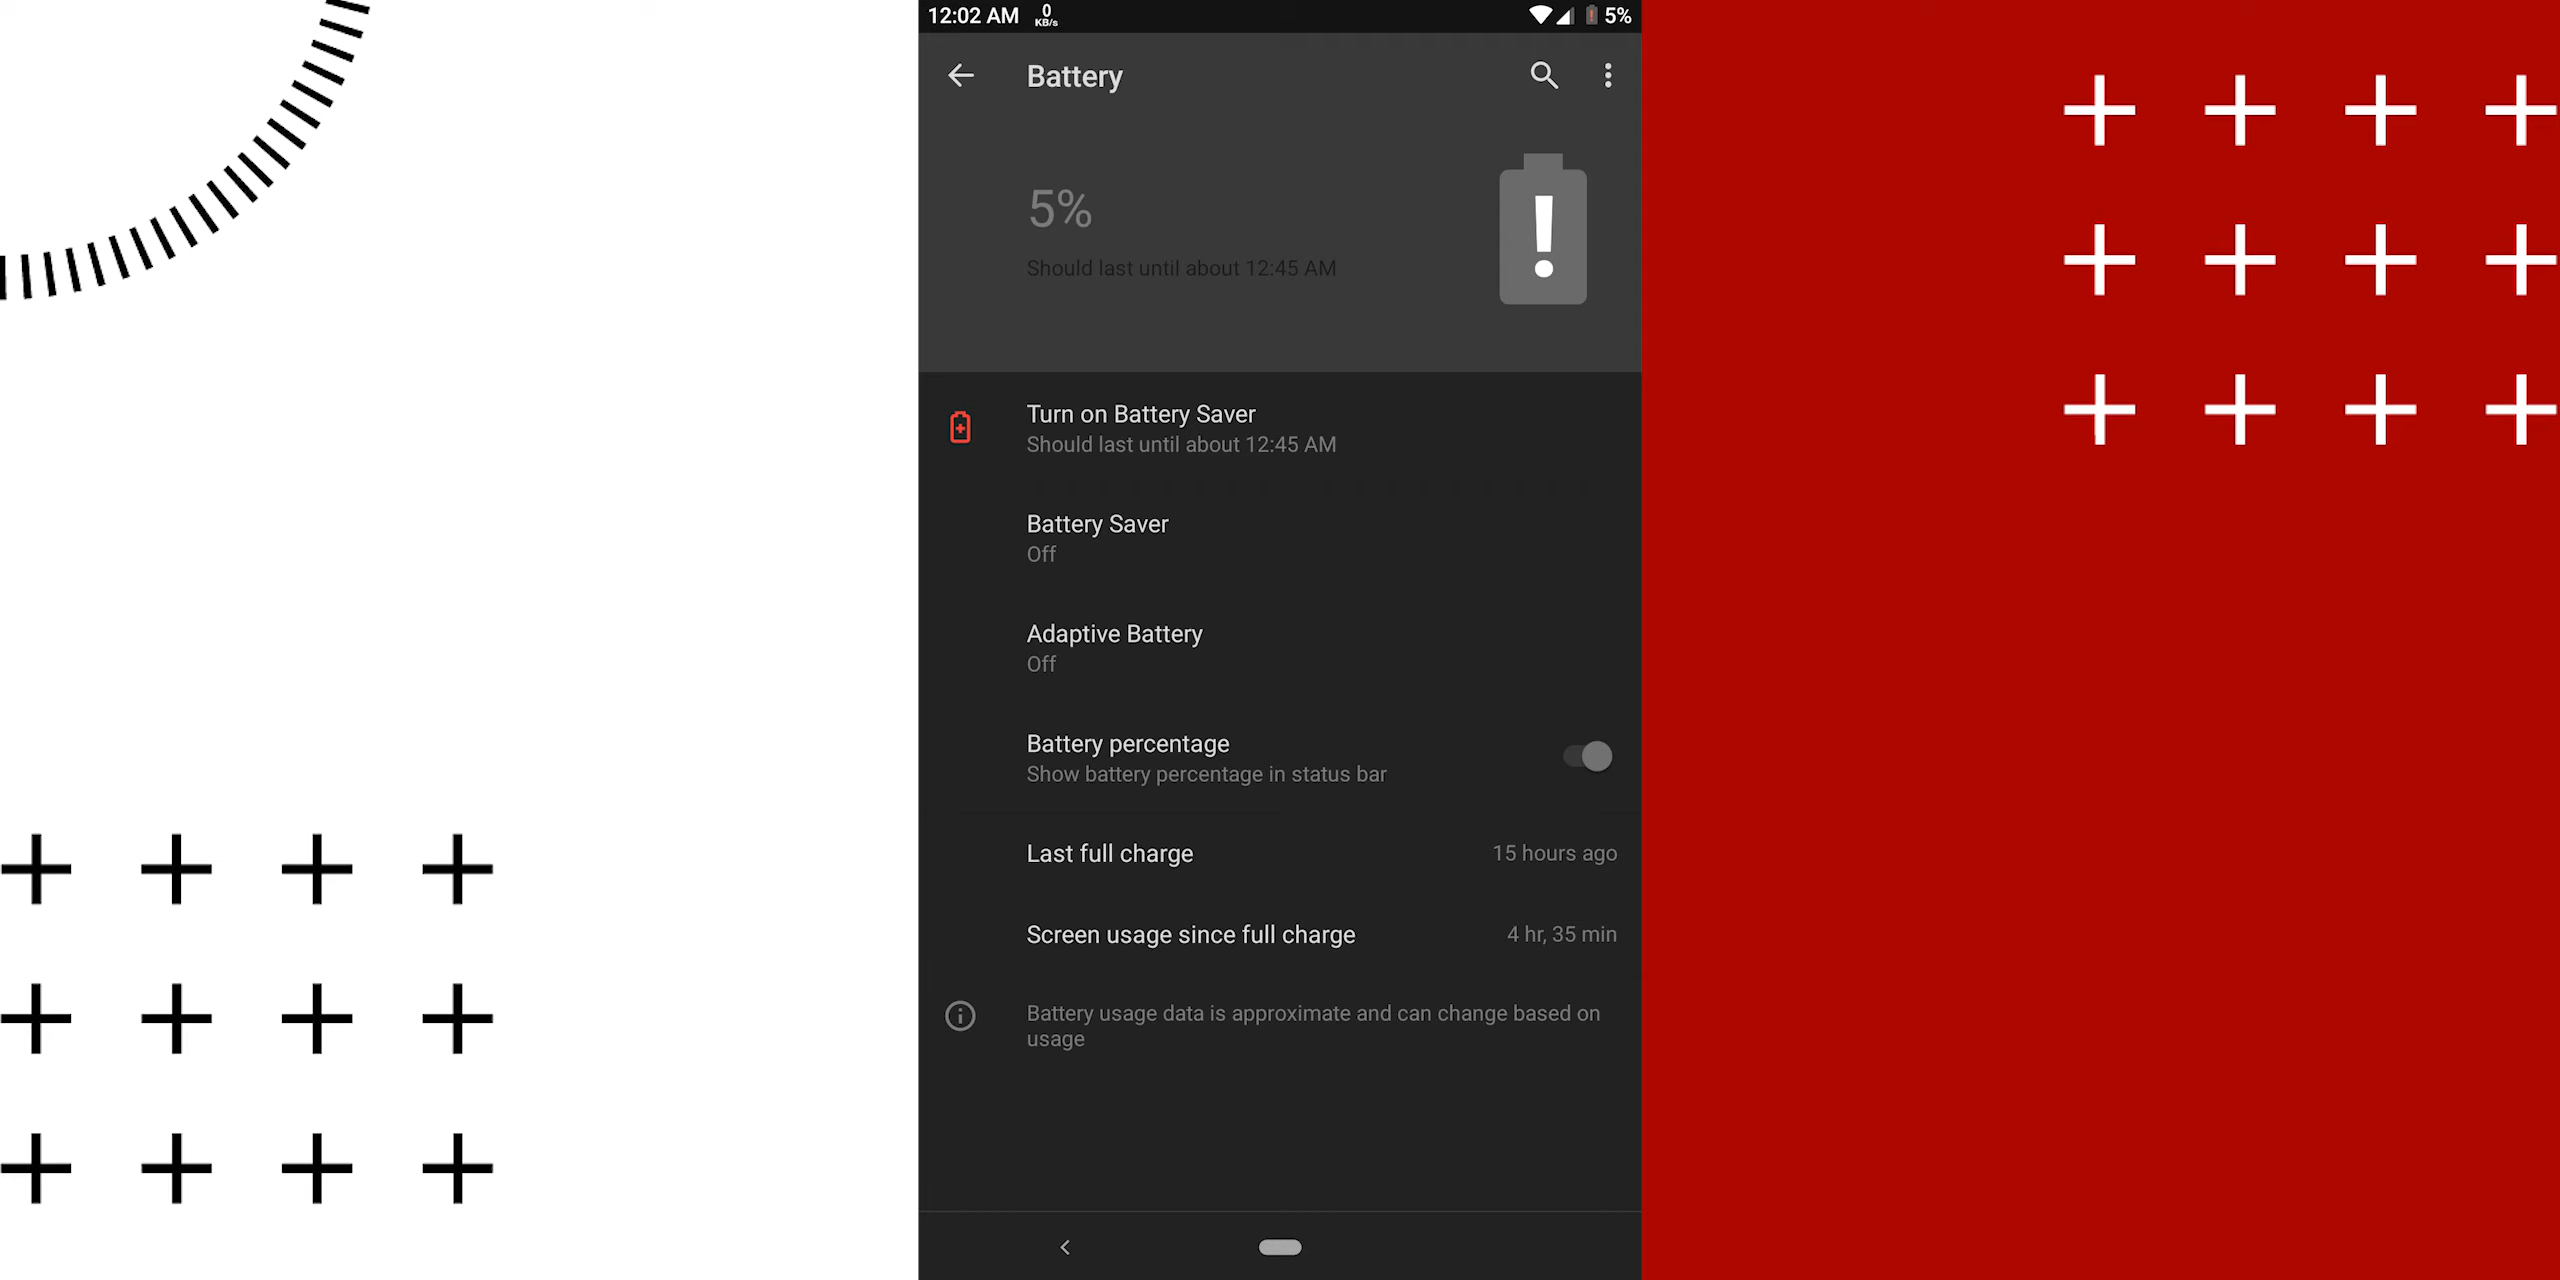 12:02 AM 0 KB/s 5%
Battery
5%
Should last until about 12:45 AM
Turn on Battery Saver
Should last until about 12:45 AM
Battery Saver
Off
Adaptive Battery
Off
Battery percentage
Show battery percentage in status bar
Last full charge 15 hours ago
Screen usage since full charge 4 hr, 35 min
Battery usage data is approximate and can change based on
usage